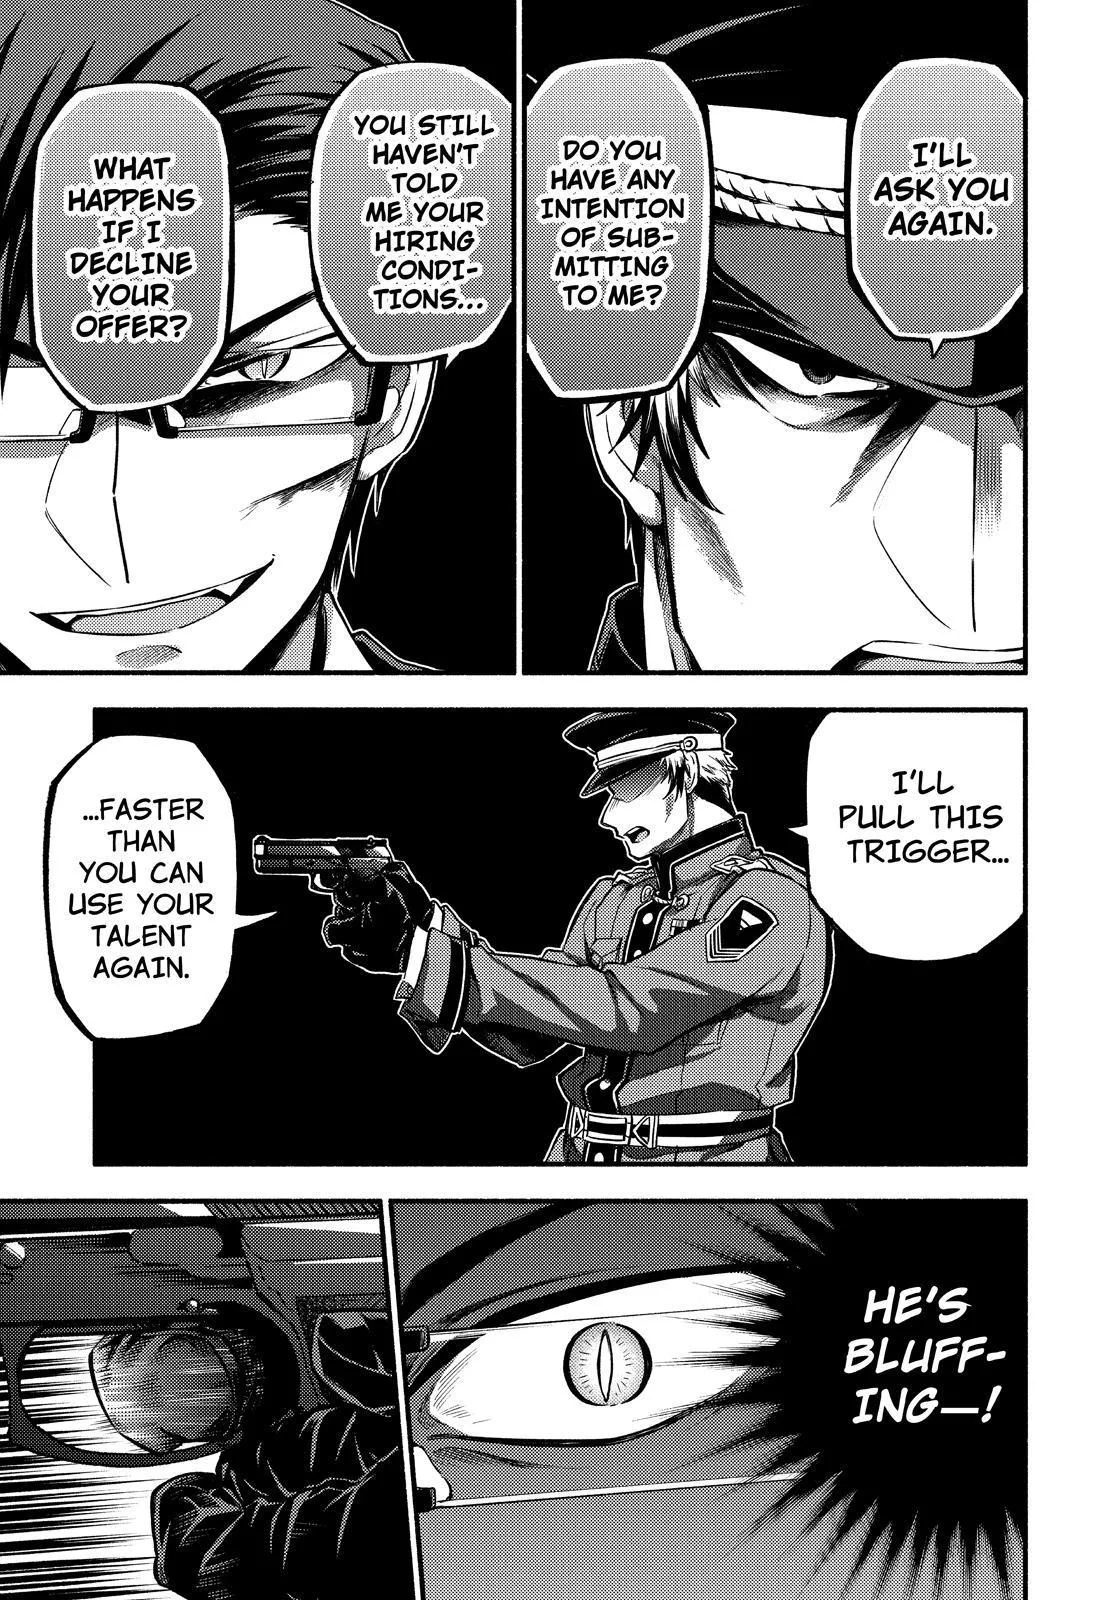 I'LL
ASK YOU
AGAIN.
DO YOU
HAVE ANY
INTENTION
OF SUB-
MITTING
TO ME?
YOU STILL
HAVEN'T
TOLD
ME YOUR
HIRING
CONDI-
TIONS...
WHAT
HAPPENS
IF I
DECLINE
YOUR
OFFER?
I'LL
PULL THIS
TRIGGER...
...FASTER
THAN
YOU CAN
USE YOUR
TALENT
AGAIN.
HE'S
BLUFF-
ING—!